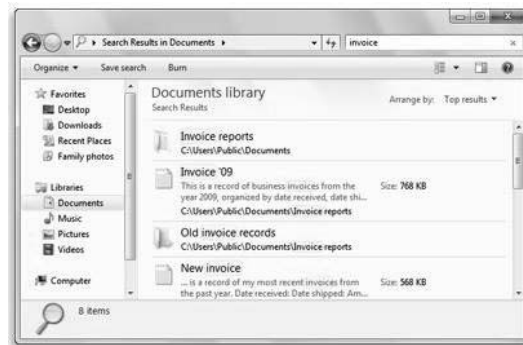 Search Results in Documents
invoice
Organize
Save search
Burn
Favorites
Desktop
Downloads
Recent Places
Family photos
Libraries
Documents
Music
Pictures
Videos
Computer
Documents library
Search Results
Arrange by: Top results
Invoice reports
C:\Users\Public\Documents
Invoice '09
This is a record of business invoices from the
year 2009, organized by date received, date shi...
C:\Users\Public\Documents\Invoice reports
Size: 768 KB
Old invoice records
C:\Users\Public\Documents\Invoice reports
New invoice
... is a record of my most recent invoices from
the past year. Date received: Date shipped: Am...
Size: 568 KB
8 items